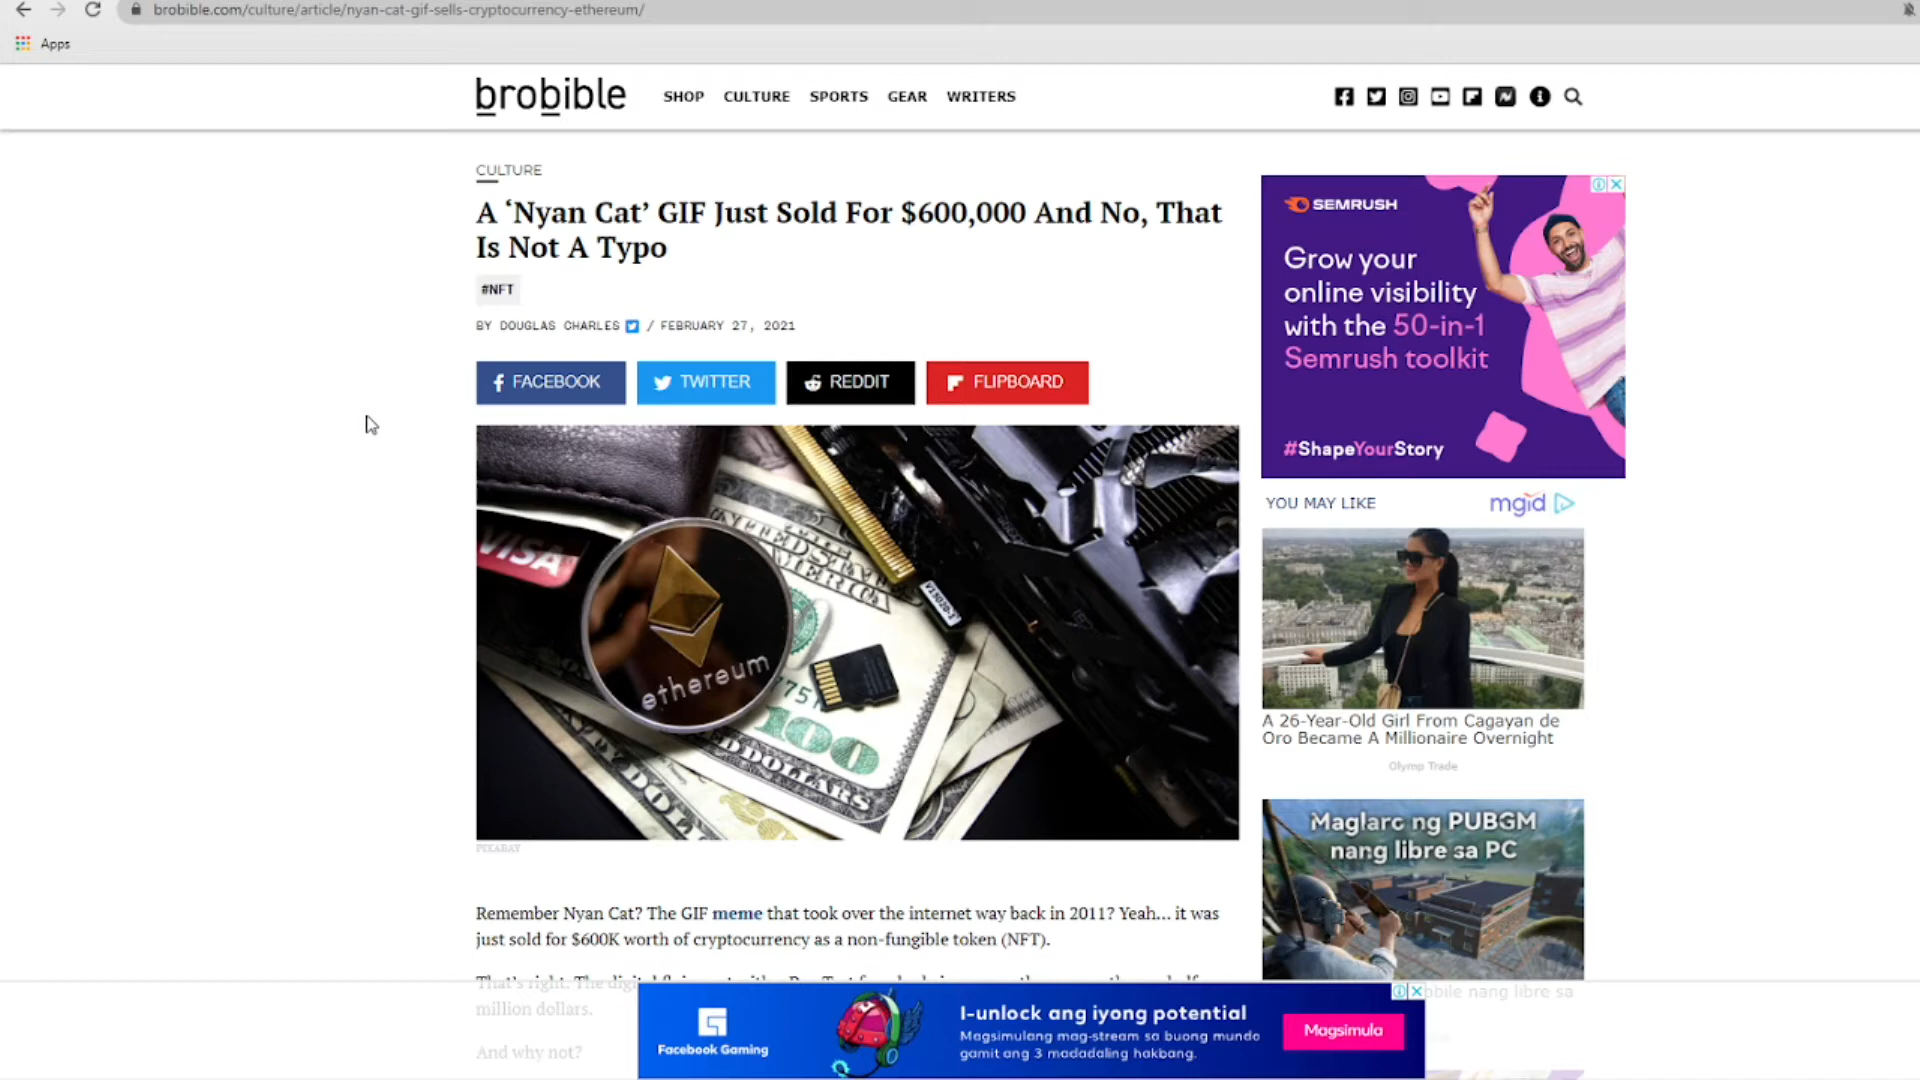 brobible.com/culture/article/nyan-cat-gif-sells-cryptocurrency-ethereum/
Apps
brobible
SHOP CULTURE SPORTS GEAR WRITERS
CULTURE
A ‘Nyan Cat’ GIF Just Sold For $600,000 And No, That
Is Not A Typo
#NFT
BY DOUGLAS CHARLES / FEBRUARY 27, 2021
FACEBOOK TWITTER REDDIT FLIPBOARD
VISA
ethereum
100
DOLLARS
PIXABAY
Remember Nyan Cat? The GIF meme that took over the internet way back in 2011? Yeah… it was
just sold for $600K worth of cryptocurrency as a non-fungible token (NFT).
That's right. The
million dollars.
And why not?
SEMRUSH
Grow your
online visibility
with the 50-in-1
Semrush toolkit
#ShapeYourStory
YOU MAY LIKE
mgid
A 26-Year-Old Girl From Cagayan de
Oro Became A Millionaire Overnight
Olymp Trade
Maglaro ng PUBGM
nang libre sa PC
obile nang libre sa
Facebook Gaming
I-unlock ang iyong potential
Magsimulang mag-stream sa buong mundo
gamit ang 3 madadaling hakbang.
Magsimula